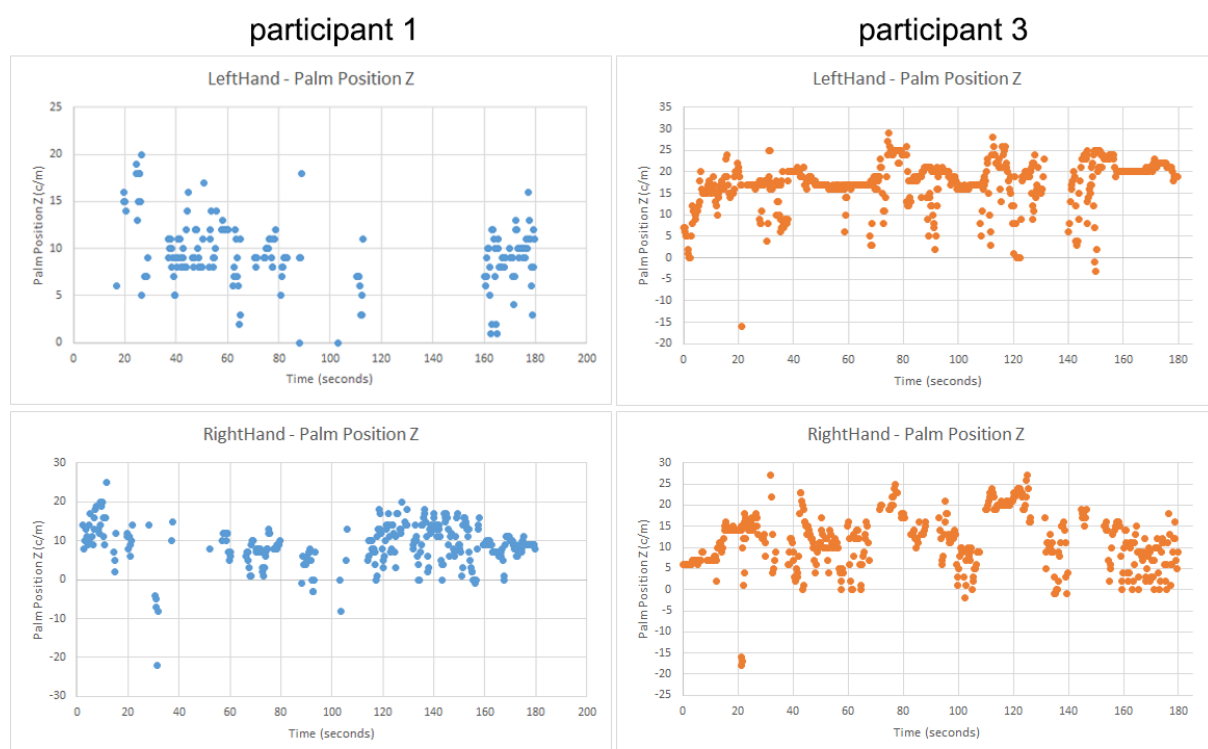 participant 1
participant 3
LeftHand - Palm Position Z
25
20
15
10
5
0
0 20 40 60 80 100 120 140 160 180 200
Palm Position Z (c/m)
Time (seconds)
LeftHand - Palm Position Z
35
30
25
20
15
10
5
0
-5
-10
-15
-20
0 20 40 60 80 100 120 140 160 180
Palm Position Z (c/m)
Time (seconds)
RightHand - Palm Position Z
30
20
10
0
-10
-20
-30
0 20 40 60 80 100 120 140 160 180 200
Palm Position Z (c/m)
Time (seconds)
RightHand - Palm Position Z
30
25
20
15
10
5
0
-5
-10
-15
-20
-25
0 20 40 60 80 100 120 140 160 180
Palm Position Z (c/m)
Time (seconds)